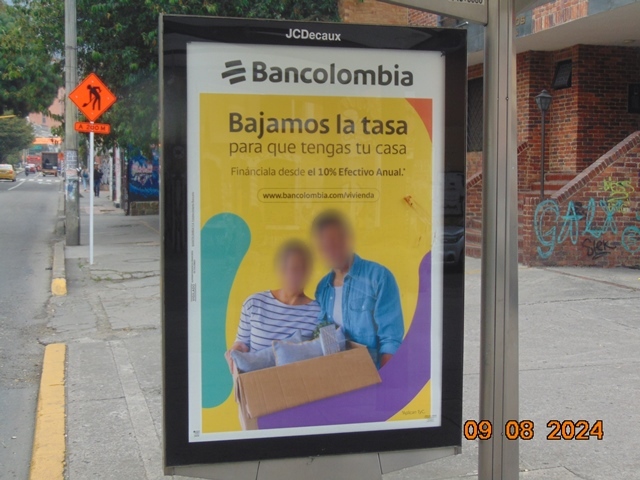 JCDecaux
Bancolombia
Bajamos la tasa
para que tengas tu casa
Finánciala desde el 10% Efectivo Anual.*
www.bancolombia.com/vivienda
09 08 2024